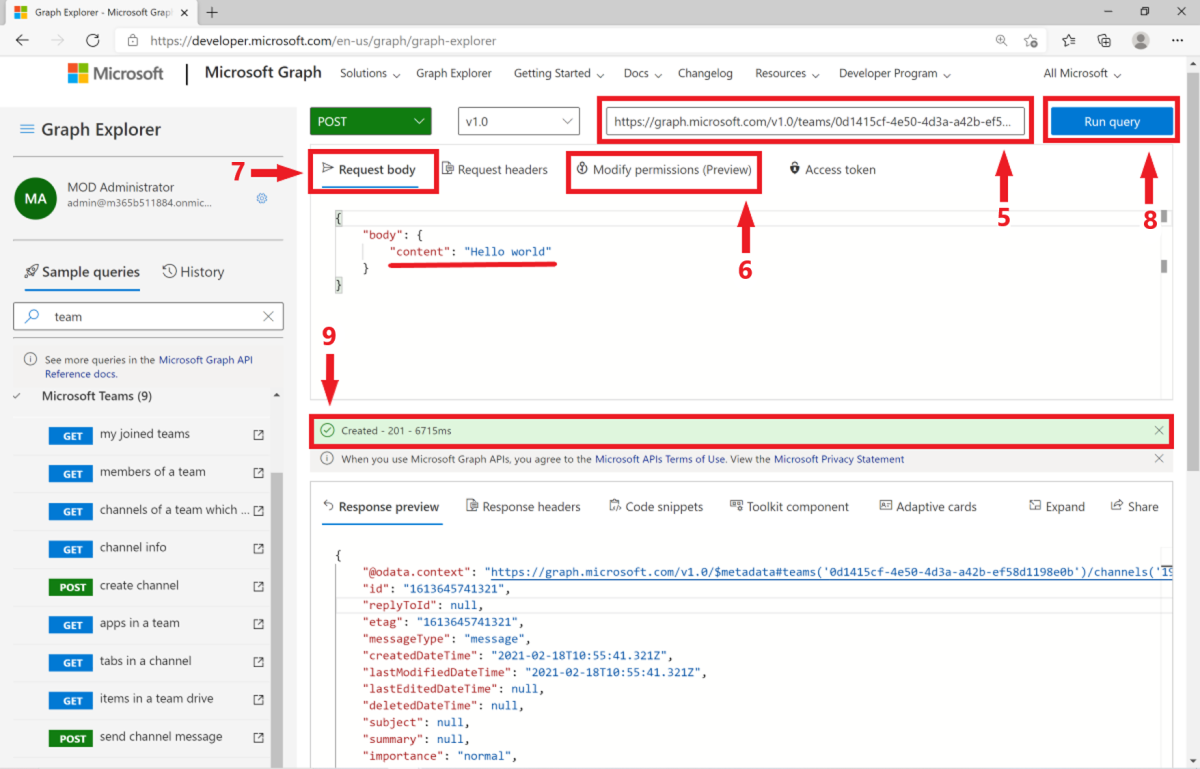 Graph Explorer - Microsoft Grap
https://developer.microsoft.com/en-us/graph/graph-explorer
Microsoft
Microsoft Graph
Solutions
Graph Explorer
Getting Started
Docs
Changelog
Resources
Developer Program
All Microsoft
Graph Explorer
MA
MOD Administrator
admin@m365b511884.onmic...
Sample queries
History
team
See more queries in the Microsoft Graph API
Reference docs.
Microsoft Teams (9)
GET my joined teams
GET members of a team
GET channels of a team which ...
GET channel info
POST create channel
GET apps in a team
GET tabs in a channel
GET items in a team drive
POST send channel message
POST
v1.0
https://graph.microsoft.com/v1.0/teams/0d1415cf-4e50-4d3a-a42b-ef5...
Run query
7
Request body
Request headers
Modify permissions (Preview)
Access token
5
8
6
{
"body": {
"content": "Hello world"
}
}
9
Created - 201 - 6715ms
When you use Microsoft Graph APIs, you agree to the Microsoft APIs Terms of Use. View the Microsoft Privacy Statement
Response preview
Response headers
Code snippets
Toolkit component
Adaptive cards
Expand
Share
{
"@odata.context": "https://graph.microsoft.com/v1.0/$metadata#teams('0d1415cf-4e50-4d3a-a42b-ef58d1198e0b')/channels('19
"id": "1613645741321",
"replyToId": null,
"etag": "1613645741321",
"messageType": "message",
"createdDateTime": "2021-02-18T10:55:41.321Z",
"lastModifiedDateTime": "2021-02-18T10:55:41.321Z",
"lastEditedDateTime": null,
"deletedDateTime": null,
"subject": null,
"summary": null,
"importance": "normal",